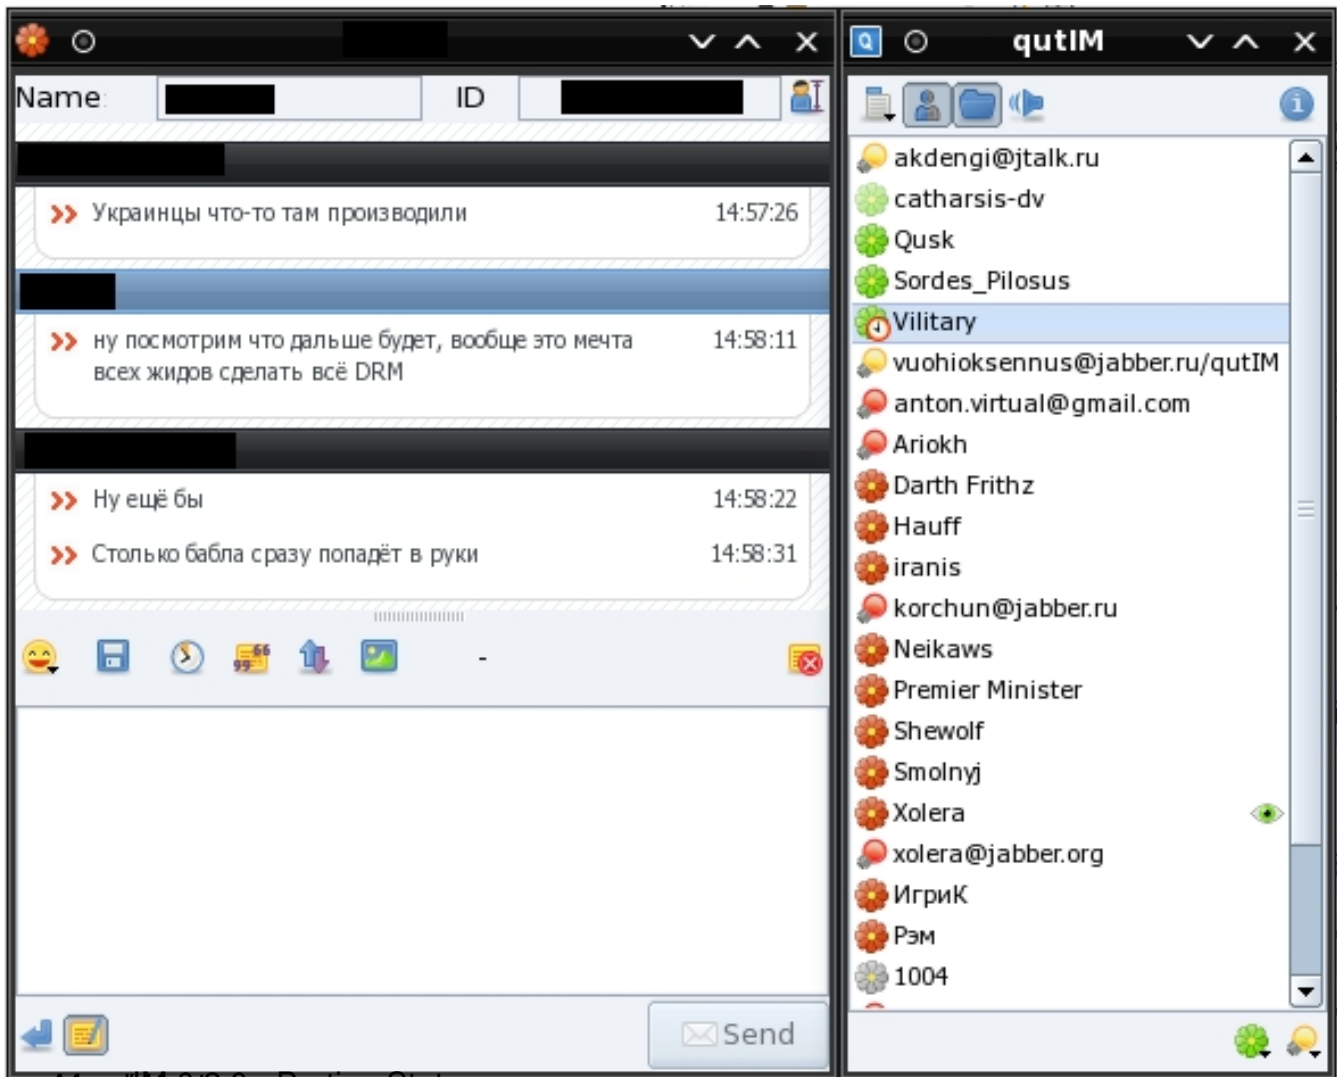 Name:
ID
Украинцы что-то там производили 14:57:26
ну посмотрим что дальше будет, вообще это мечта 14:58:11
всех жидов сделать всё DRM
Ну ещё бы 14:58:22
Столько бабла сразу попадёт в руки 14:58:31
-
Send
qutIM
akdengi@jtalk.ru
catharsis-dv
Qusk
Sordes_Pilosus
Vilitary
vuohioksennus@jabber.ru/qutIM
anton.virtual@gmail.com
Ariokh
Darth Frithz
Hauff
iranis
korchun@jabber.ru
Neikaws
Premier Minister
Shewolf
Smolnyj
Xolera
xolera@jabber.org
ИгриК
Рэм
1004